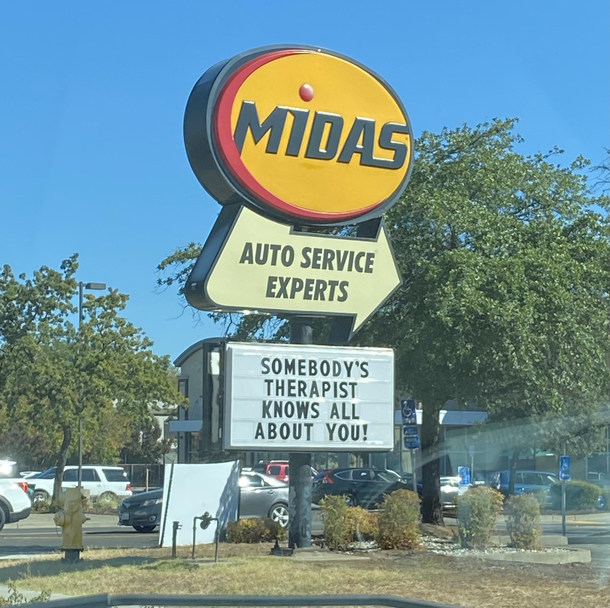 MIDAS
AUTO SERVICE
EXPERTS
SOMEBODY'S
THERAPIST
KNOWS ALL
ABOUT YOU!